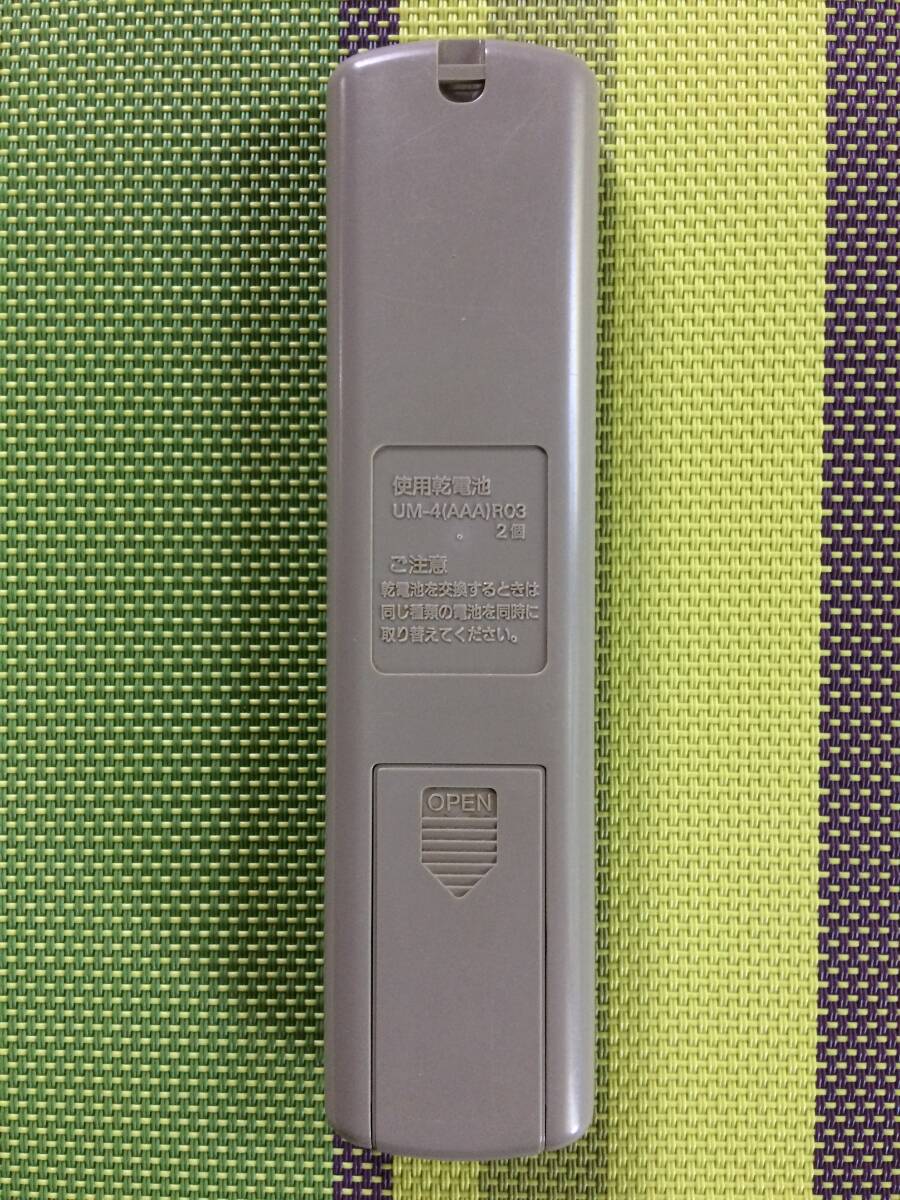 使用乾電池
UM-4(AAA)R03
2個
ご注意
乾電池を交換するときは
同じ種類の電池を同時に
取り替えてください。
OPEN